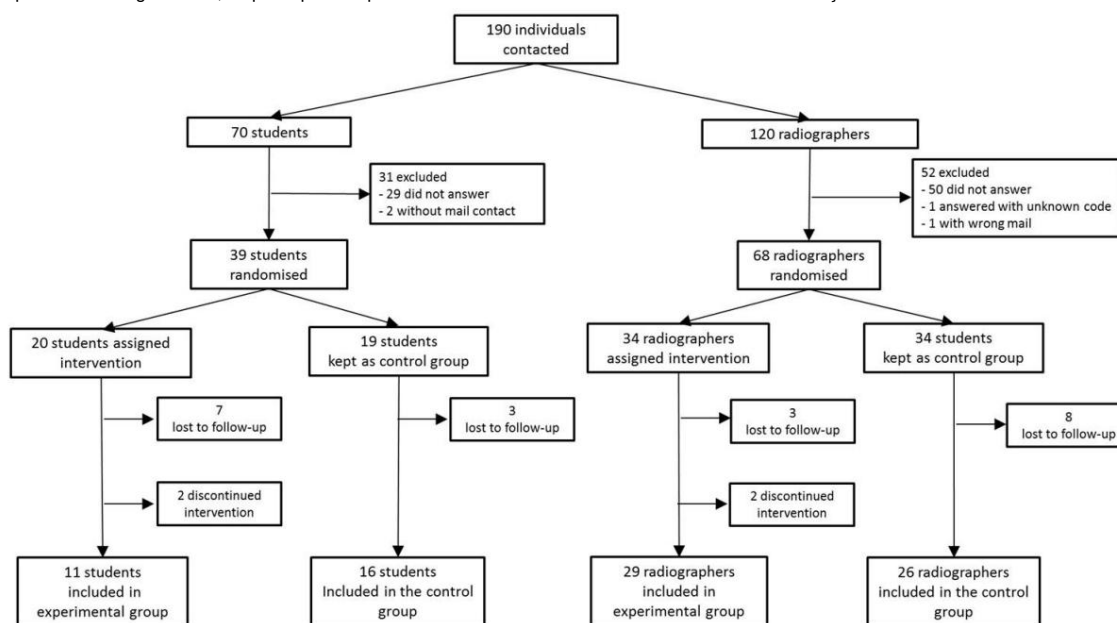 190 individuals
contacted
70 students
120 radiographers
31 excluded
- 29 did not answer
- 2 without mail contact
52 excluded
- 50 did not answer
- 1 answered with unknown code
- 1 with wrong mail
39 students
randomised
68 radiographers
randomised
20 students assigned
intervention
19 students
kept as control group
34 radiographers
assigned intervention
34 students
kept as control group
7
lost to follow-up
3
lost to follow-up
3
lost to follow-up
8
lost to follow-up
2 discontinued
intervention
2 discontinued
intervention
11 students
included in
experimental group
16 students
Included in the control
group
29 radiographers
included in
experimental group
26 radiographers
included in the control
group